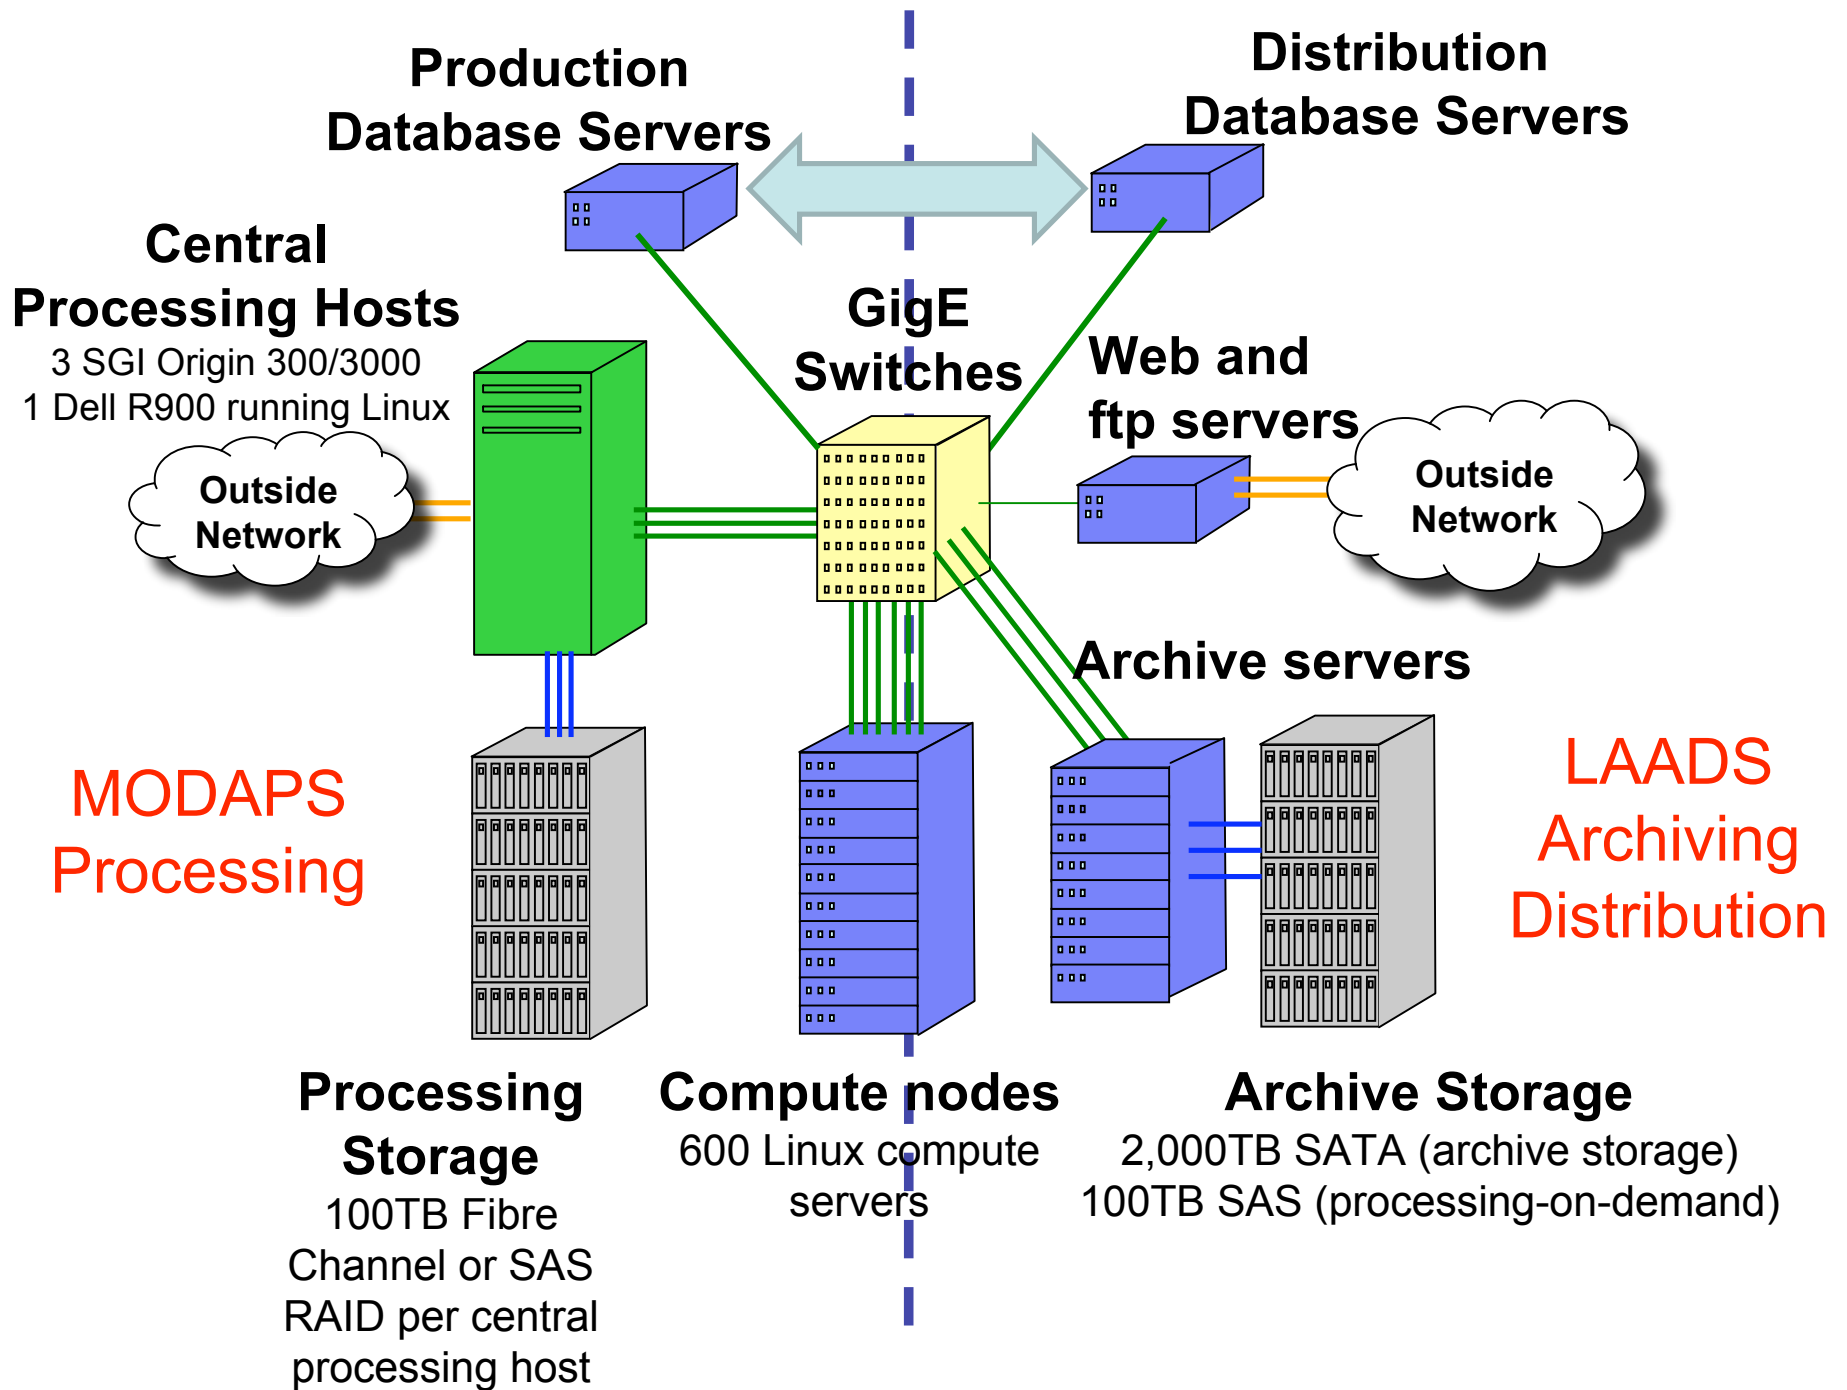 Production
Database Servers
Distribution
Database Servers
Central
Processing Hosts
3 SGI Origin 300/3000
1 Dell R900 running Linux
GigE
Switches
Web and
ftp servers
Outside
Network
Outside
Network
Archive servers
MODAPS
Processing
LAADS
Archiving
Distribution
Processing
Storage
100TB Fibre
Channel or SAS
RAID per central
processing host
Compute nodes
600 Linux compute
servers
Archive Storage
2,000TB SATA (archive storage)
100TB SAS (processing-on-demand)